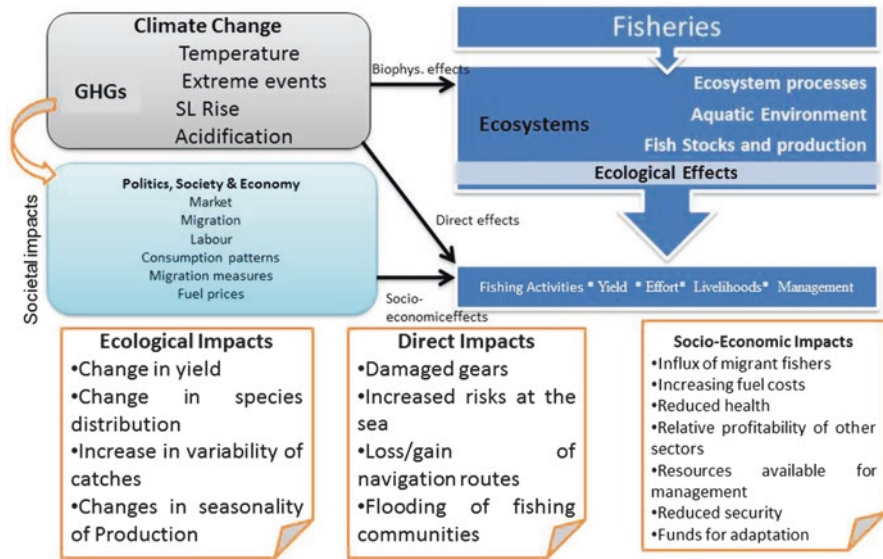 Climate Change
Temperature
Extreme events
GHGs
SL Rise
Acidification
Societal impacts
Politics, Society & Economy
Market
Migration
Labour
Consumption patterns
Migration measures
Fuel prices
Biophys. effects
Direct effects
Socio-
economiceffects
Fisheries
Ecosystem processes
Aquatic Environment
Ecosystems
Fish Stocks and production
Ecological Effects
Fishing Activities * Yield * Effort* Livelihoods* Management
Ecological Impacts
•Change in yield
•Change in species
distribution
•Increase in variability of
catches
•Changes in seasonality
of Production
Direct Impacts
•Damaged gears
•Increased risks at the
sea
•Loss/gain of
navigation routes
•Flooding of fishing
communities
Socio-Economic Impacts
•Influx of migrant fishers
•Increasing fuel costs
•Reduced health
•Relative profitability of other
sectors
•Resources available for
management
•Reduced security
•Funds for adaptation